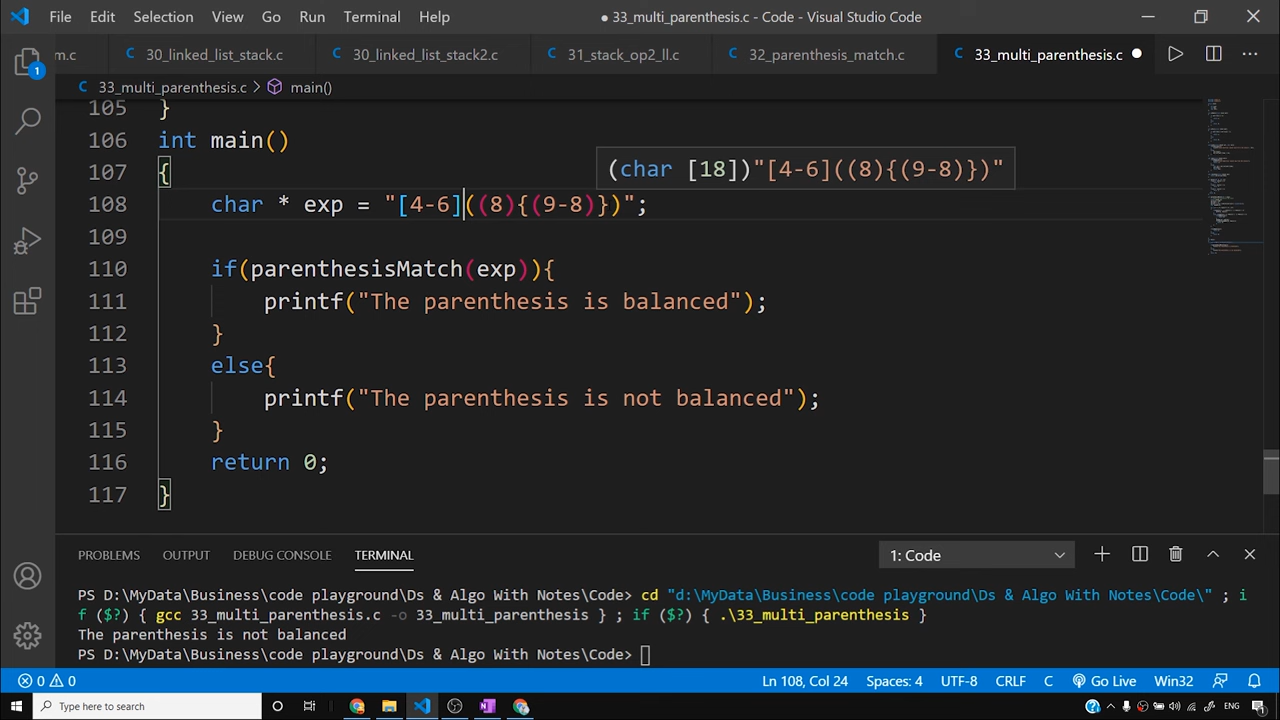 File Edit Selection View Go Run Terminal Help ● 33_multi_parenthesis.c - Code - Visual Studio Code
m.c C 30_linked_list_stack.c C 30_linked_list_stack2.c C 31_stack_op2_ll.c C 32_parenthesis_match.c C 33_multi_parenthesis.c ●
1
C 33_multi_parenthesis.c > main()
105 }
106 int main()
(char [18])"[4-6]((8){(9-8)})"
107 {
108 char * exp = "[4-6]((8){(9-8)})";
109
110 if(parenthesisMatch(exp)){
111 printf("The parenthesis is balanced");
112 }
113 else{
114 printf("The parenthesis is not balanced");
115 }
116 return 0;
117 }
PROBLEMS OUTPUT DEBUG CONSOLE TERMINAL 1: Code
PS D:\MyData\Business\code playground\Ds & Algo With Notes\Code> cd "d:\MyData\Business\code playground\Ds & Algo With Notes\Code\" ; i
f ($?) { gcc 33_multi_parenthesis.c -o 33_multi_parenthesis } ; if ($?) { .\33_multi_parenthesis }
The parenthesis is not balanced
PS D:\MyData\Business\code playground\Ds & Algo With Notes\Code>
0 0 Ln 108, Col 24 Spaces: 4 UTF-8 CRLF C Go Live Win32
Type here to search ENG